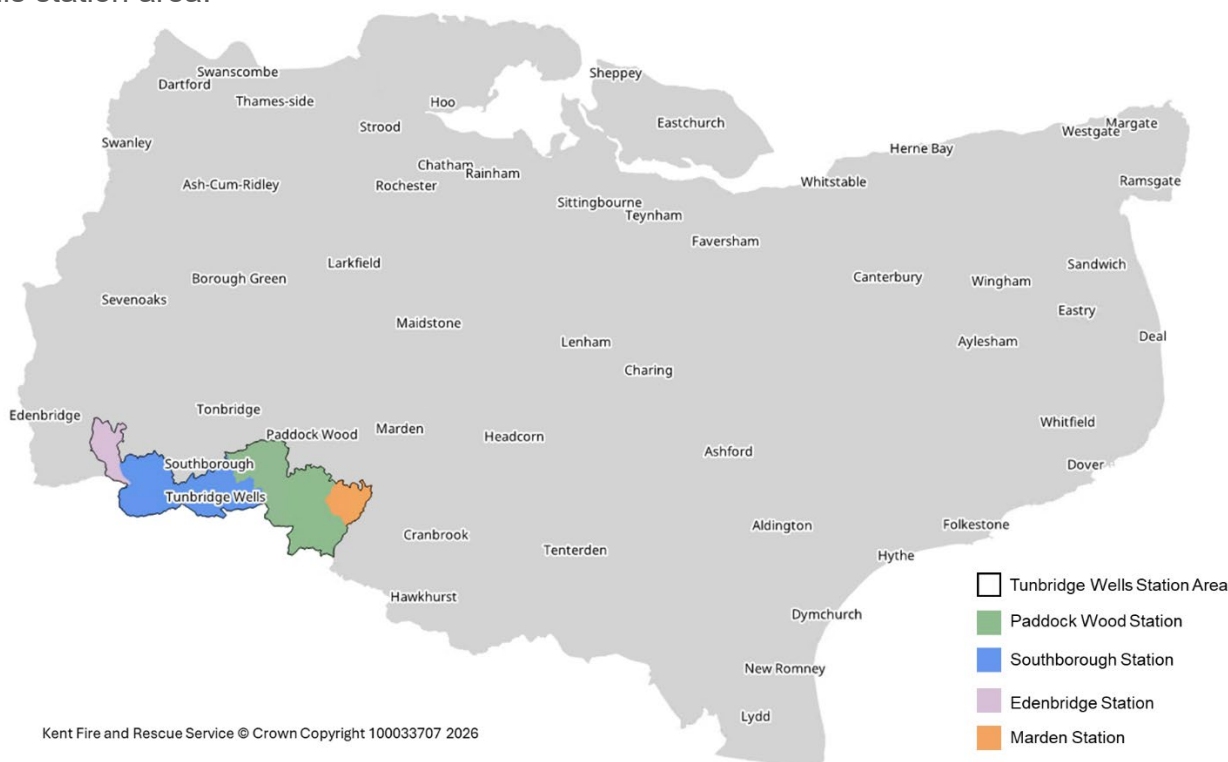 s station area.
Swanscombe
Dartford
Thames-side
Hoo
Sheppey
Strood
Eastchurch
Margate
Westgate
Swanley
Herne Bay
Chatham
Rainham
Ash-Cum-Ridley
Rochester
Whitstable
Ramsgate
Sittingbourne
Teynham
Faversham
Larkfield
Sandwich
Borough Green
Canterbury
Wingham
Sevenoaks
Eastry
Maidstone
Deal
Lenham
Aylesham
Charing
Edenbridge
Tonbridge
Whitfield
Paddock Wood
Marden
Headcorn
Ashford
Southborough
Dover
Tunbridge Wells
Aldington
Folkestone
Cranbrook
Tenterden
Hythe
Hawkhurst
Dymchurch
New Romney
Lydd
Tunbridge Wells Station Area
Paddock Wood Station
Southborough Station
Edenbridge Station
Marden Station
Kent Fire and Rescue Service © Crown Copyright 100033707 2026